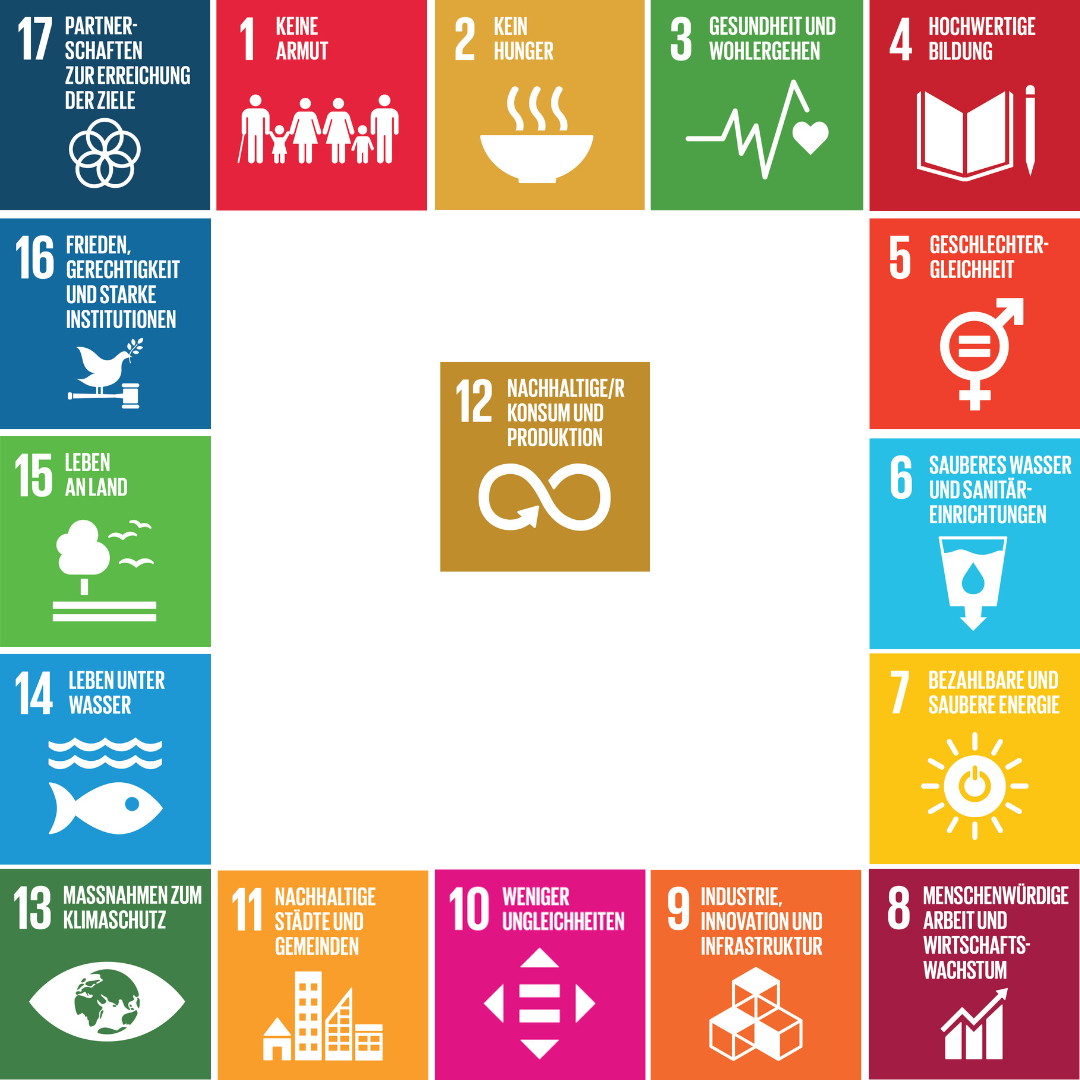 17 PARTNER-
SCHAFTEN
ZUR ERREICHUNG
DER ZIELE
1 KEINE
ARMUT
2 KEIN
HUNGER
3 GESUNDHEIT UND
WOHLERGEHEN
4 HOCHWERTIGE
BILDUNG
16 FRIEDEN,
GERECHTIGKEIT
UND STARKE
INSTITUTIONEN
5 GESCHLECHTER-
GLEICHHEIT
12 NACHHALTIGE/R
KONSUM UND
PRODUKTION
15 LEBEN
AN LAND
6 SAUBERES WASSER
UND SANITÄR-
EINRICHTUNGEN
14 LEBEN UNTER
WASSER
7 BEZAHLBARE UND
SAUBERE ENERGIE
13 MASSNAHMEN ZUM
KLIMASCHUTZ
11 NACHHALTIGE
STÄDTE UND
GEMEINDEN
10 WENIGER
UNGLEICHHEITEN
9 INDUSTRIE,
INNOVATION UND
INFRASTRUKTUR
8 MENSCHENWÜRDIGE
ARBEIT UND
WIRTSCHAFTS-
WACHSTUM